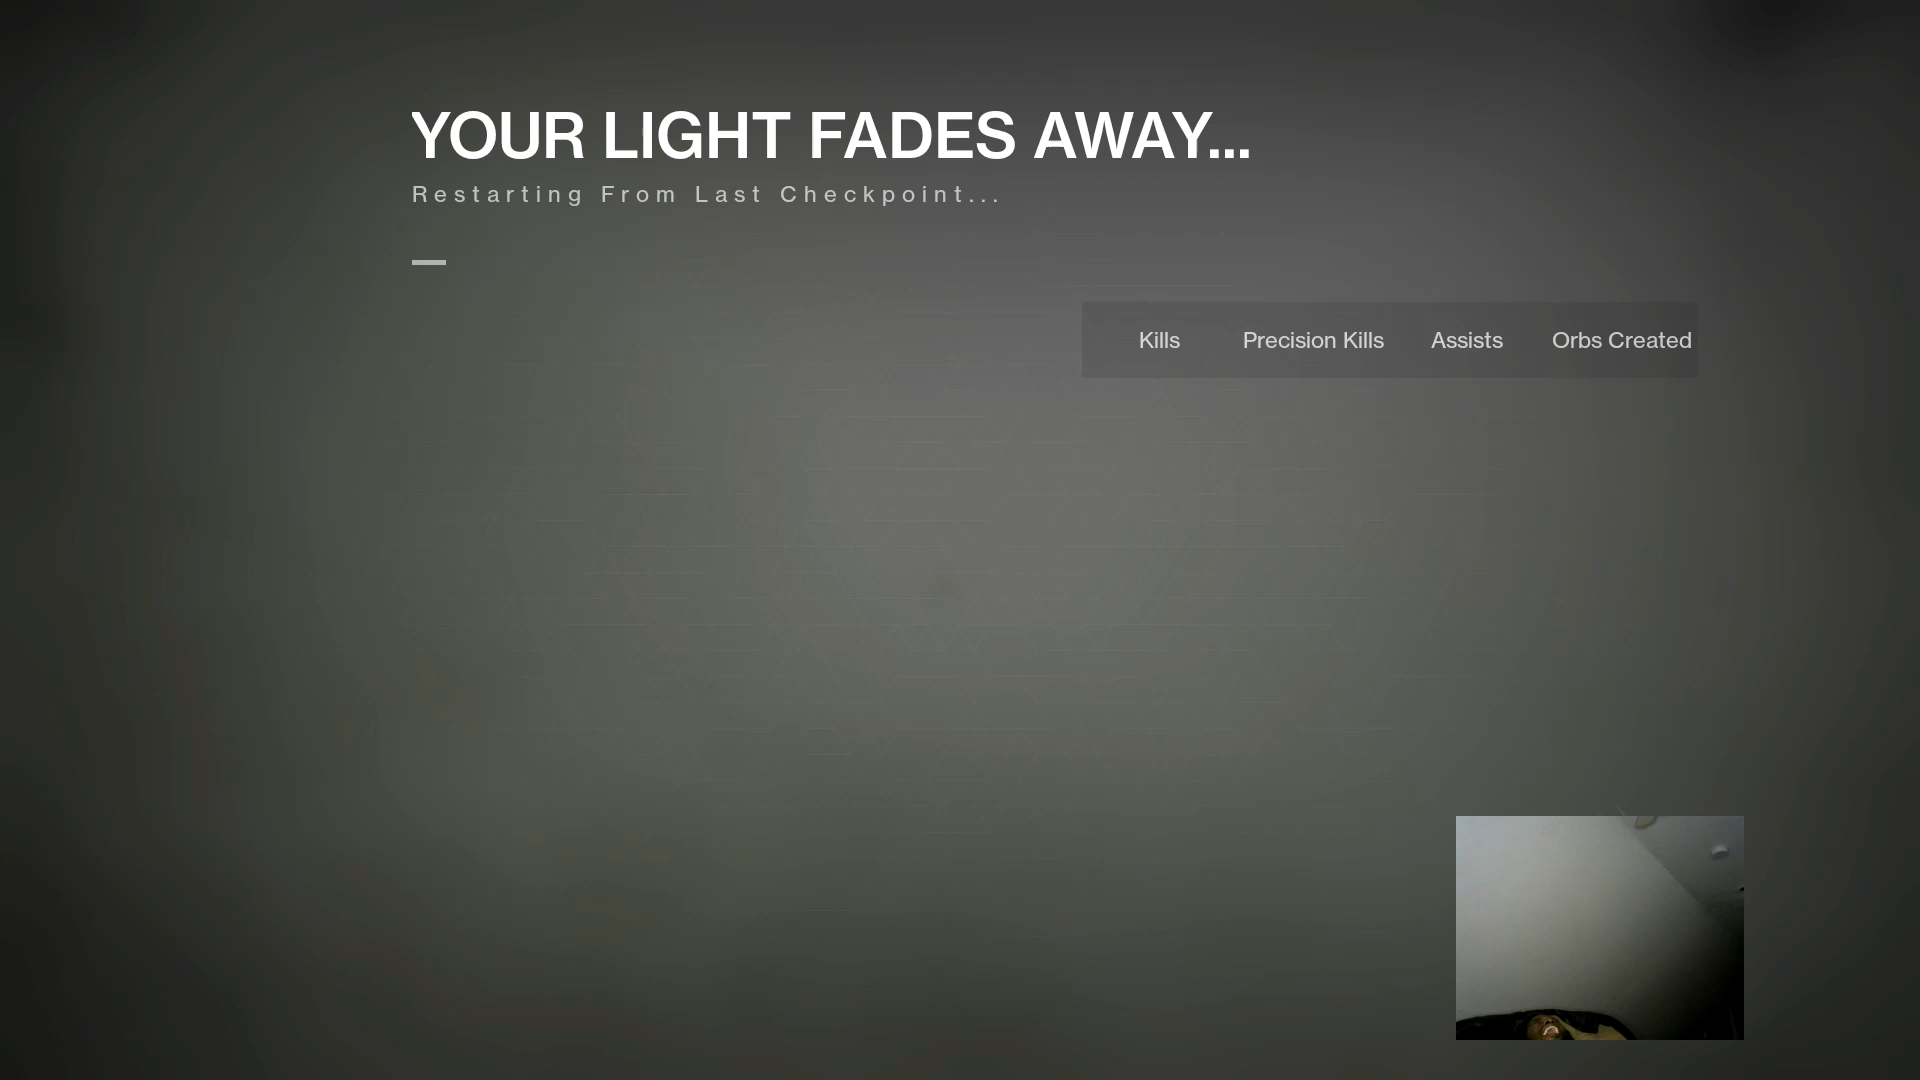 YOUR LIGHT FADES AWAY...
Restarting From Last Checkpoint...
Kills Precision Kills Assists Orbs Created